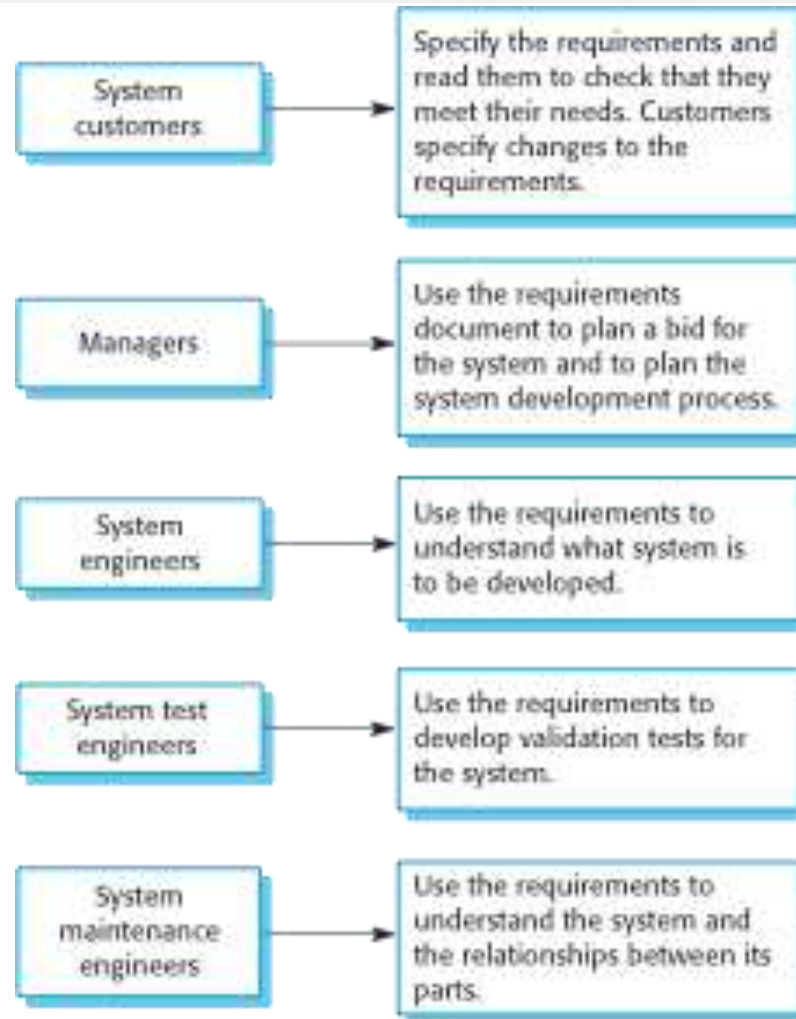 System
customers
Specify the requirements and
read them to check that they
meet their needs. Customers
specify changes to the
requirements.
Managers
Use the requirements
document to plan a bid for
the system and to plan the
system development process.
System
engineers
Use the requirements to
understand what system is
to be developed.
System test
engineers
Use the requirements to
develop validation tests for
the system.
System
maintenance
engineers
Use the requirements to
understand the system and
the relationships between its
parts.